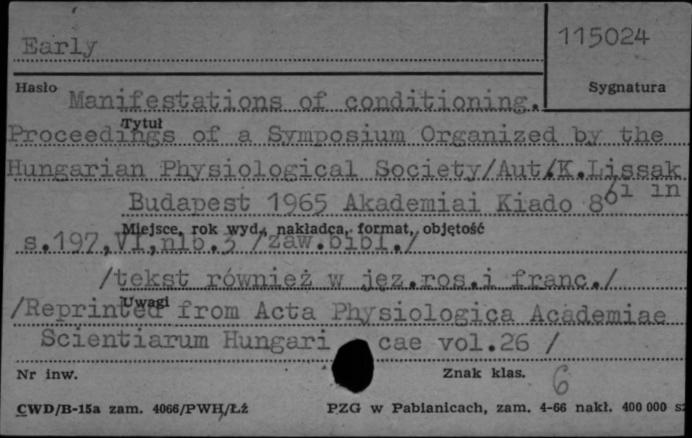 Early
115024
Hasło
Sygnatura
Manifestations of conditioning.
Tytuł
Proceedings of a Symposium Organized by the
Hungarian Physiological Society/Aut.K.Lissak
Budapest 1965 Akademiai Kiado 8° i in
Miejsce, rok wyd., nakładca, format, objętość
s.197,VI,nlb.3 /zaw.bibl./
/tekst również w jęz.ros.i franc./
Uwagi
/Reprinted from Acta Physiologica Academiae
Scientiarum Hungari cae vol.26 /
Nr inw.
Znak klas. 6
CWD/B-15a zam. 4066/PWH/Łź
PZG w Pabianicach, zam. 4-66 nakł. 400 000 sz